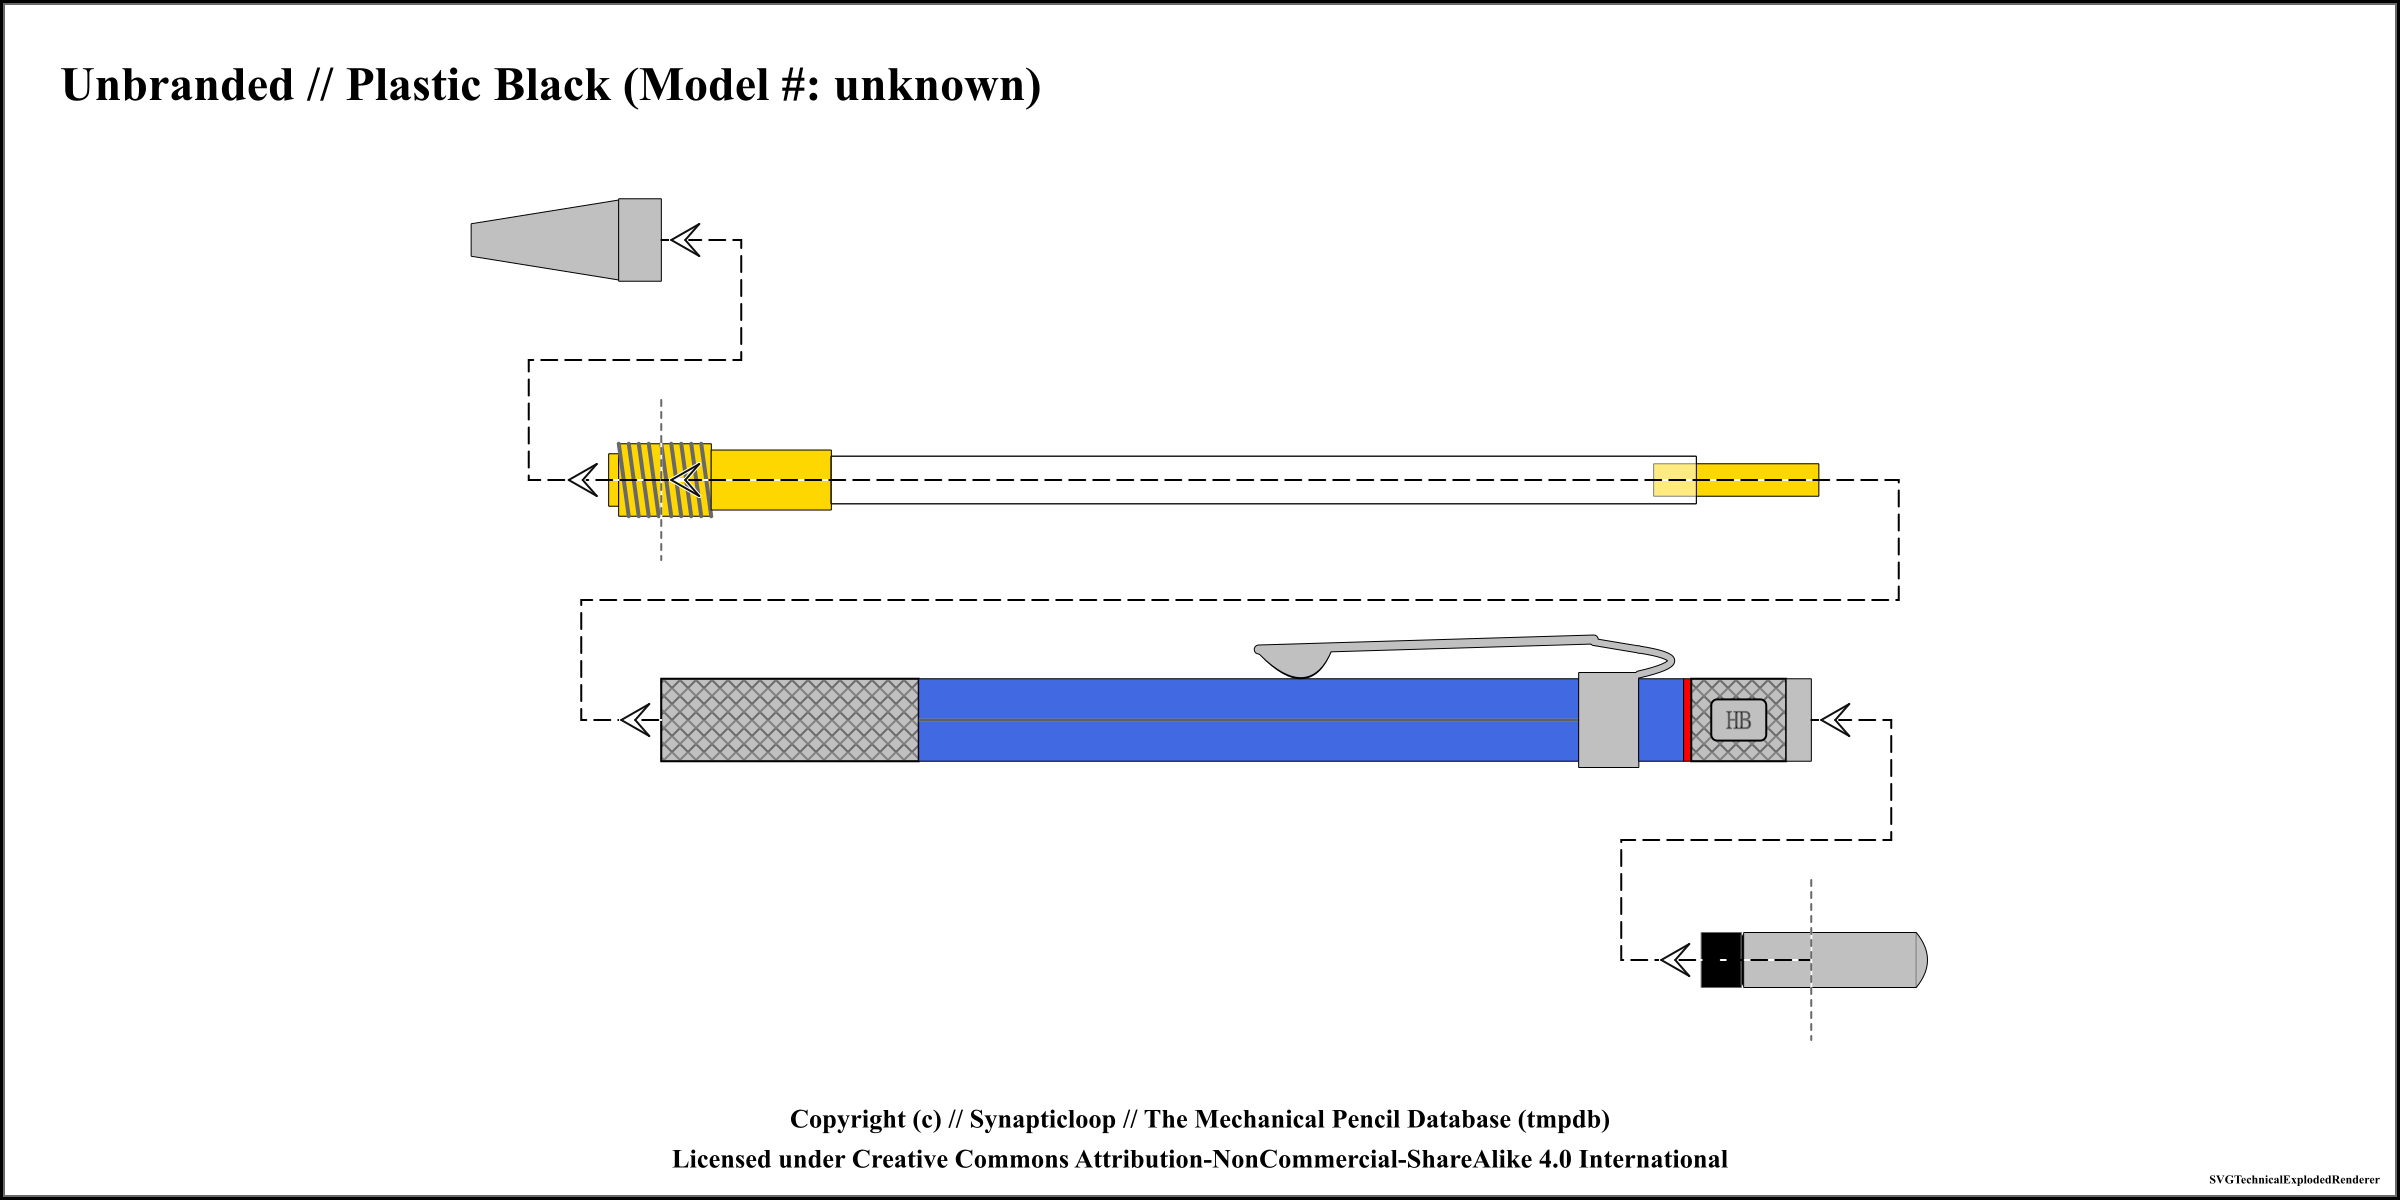 Unbranded // Plastic Black (Model #: unknown)
HB
Copyright (c) // Synapticloop // The Mechanical Pencil Database (tmpdb)
Licensed under Creative Commons Attribution-NonCommercial-ShareAlike 4.0 International
SVGTechnicalExplodedRenderer